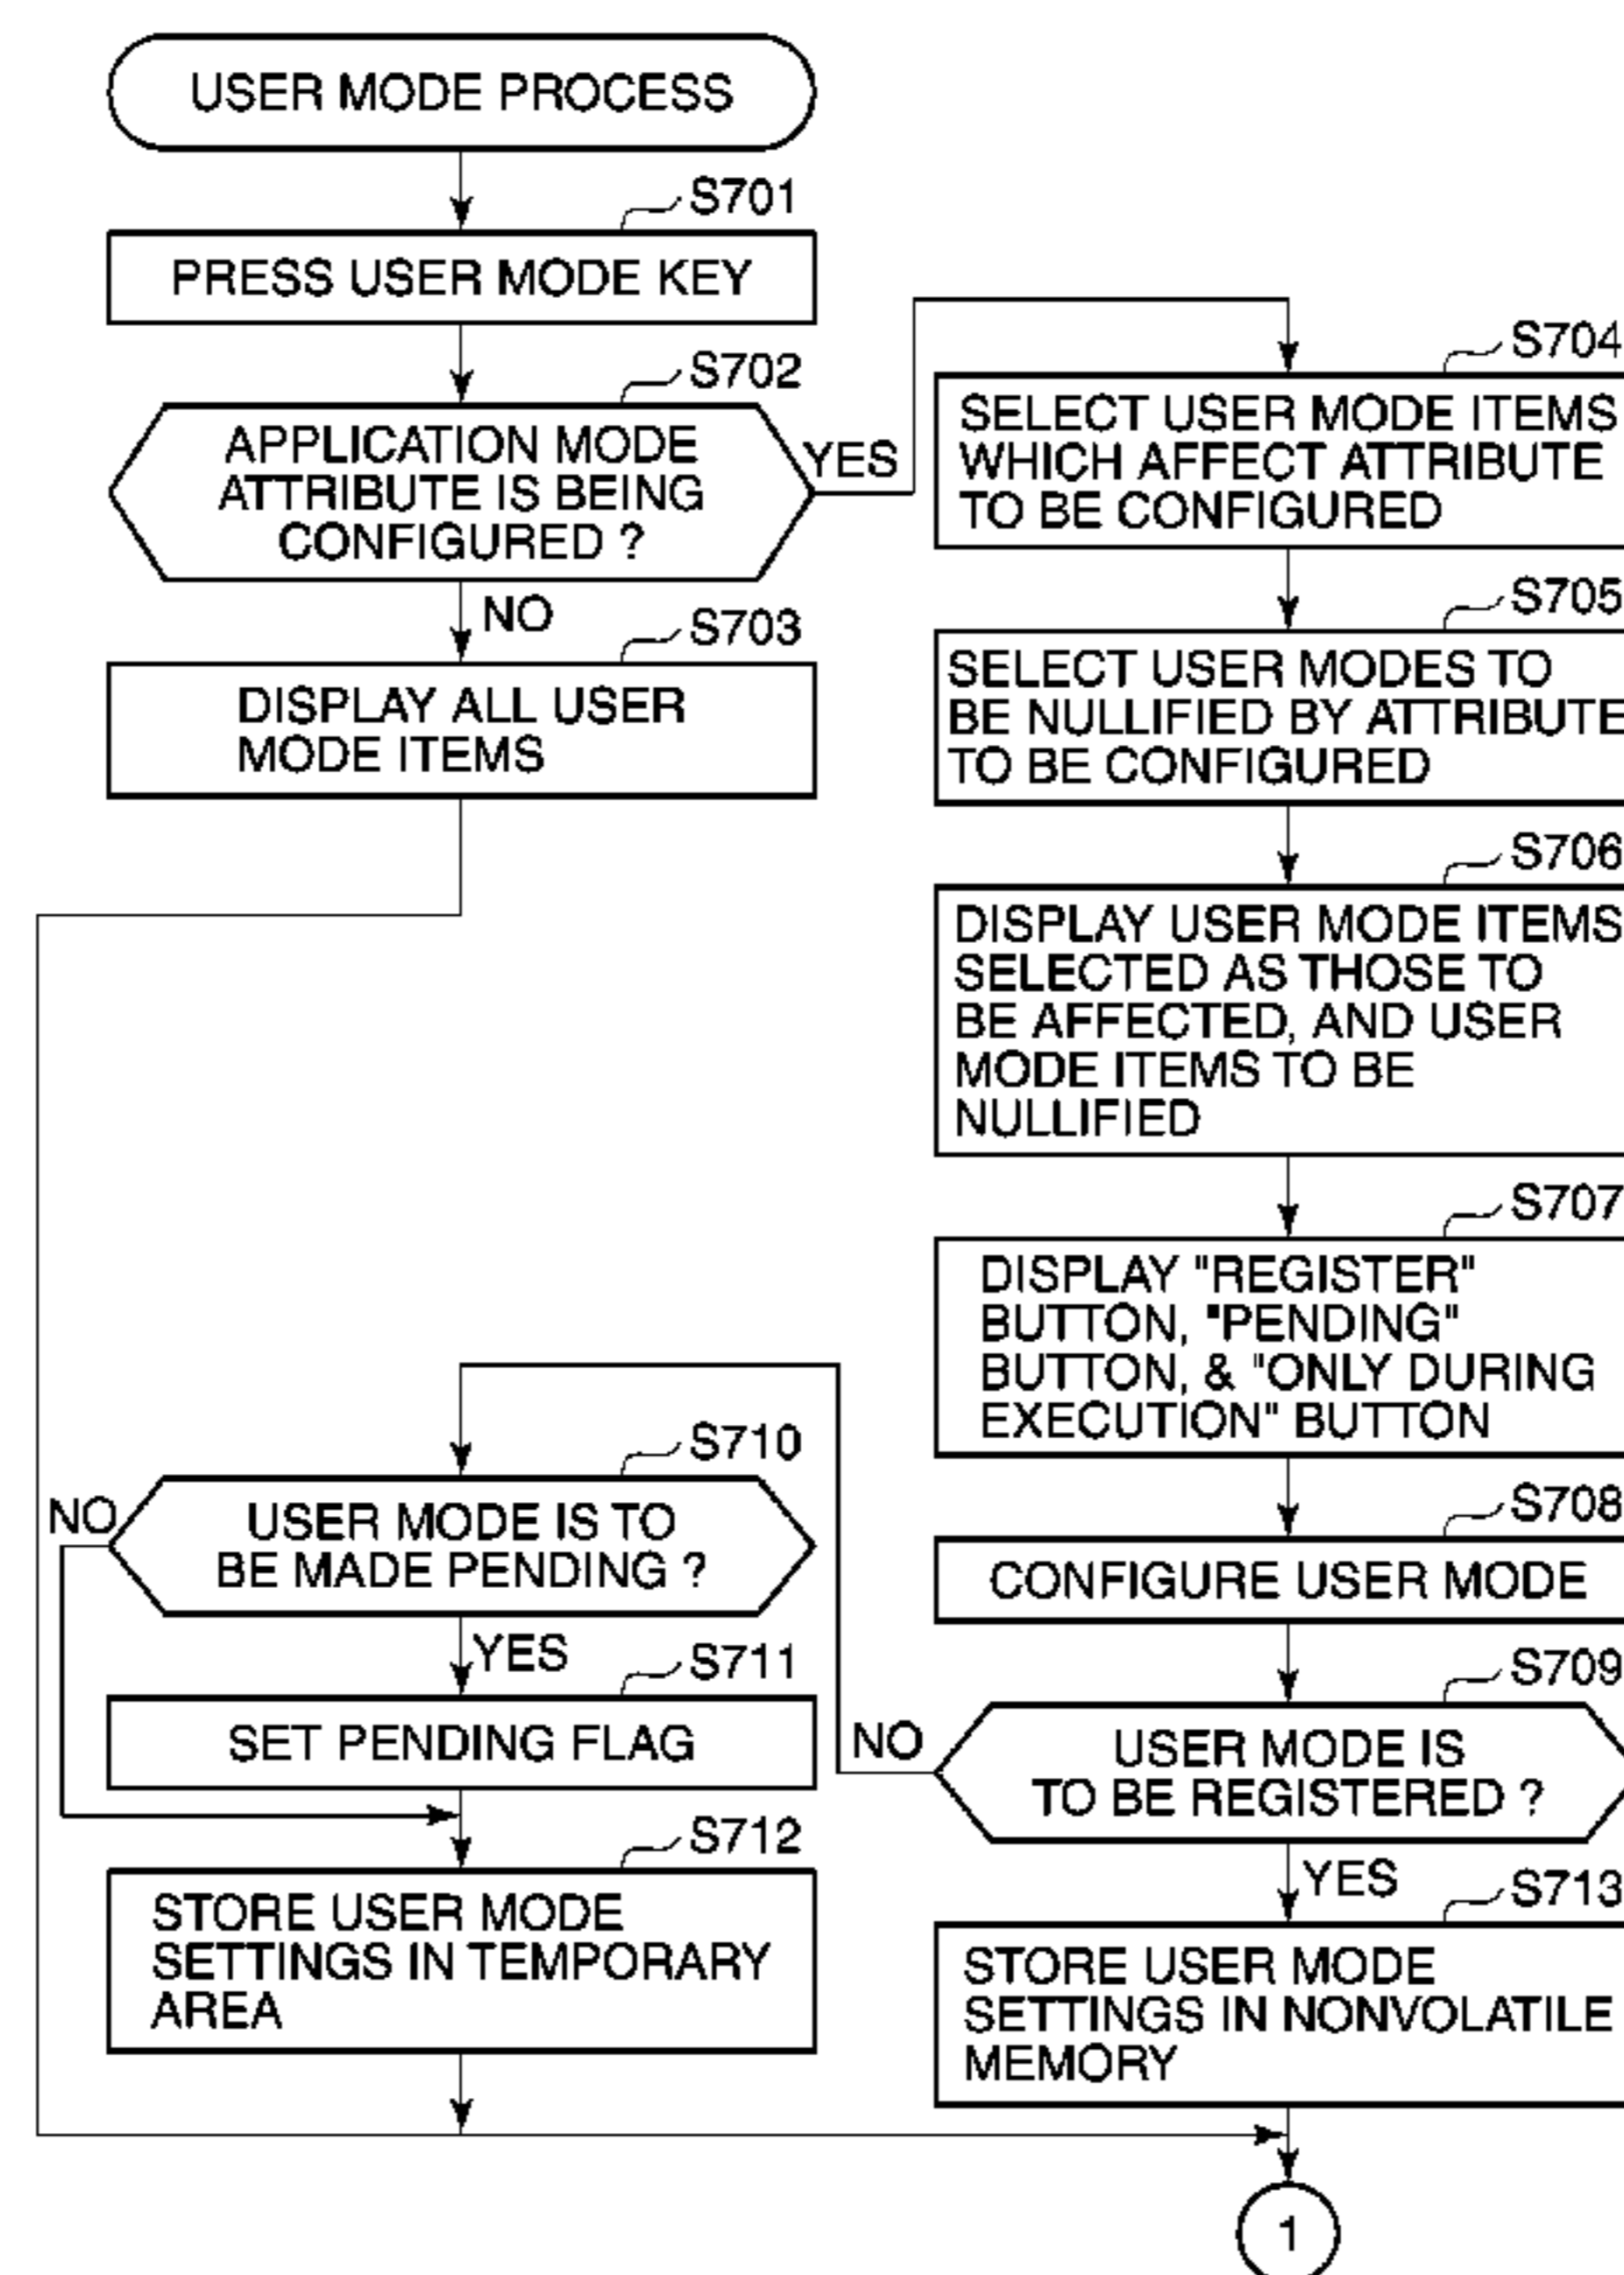 USER MODE PROCESS
S701
PRESS USER MODE KEY
S702
APPLICATION MODE
ATTRIBUTE IS BEING
CONFIGURED ?
YES
NO
S703
DISPLAY ALL USER
MODE ITEMS
S704
SELECT USER MODE ITEMS
WHICH AFFECT ATTRIBUTE
TO BE CONFIGURED
S705
SELECT USER MODES TO
BE NULLIFIED BY ATTRIBUTE
TO BE CONFIGURED
S706
DISPLAY USER MODE ITEMS
SELECTED AS THOSE TO
BE AFFECTED, AND USER
MODE ITEMS TO BE
NULLIFIED
S707
DISPLAY "REGISTER"
BUTTON, "PENDING"
BUTTON, & "ONLY DURING
EXECUTION" BUTTON
S708
CONFIGURE USER MODE
S709
USER MODE IS
TO BE REGISTERED ?
NO
YES
S710
USER MODE IS TO
BE MADE PENDING ?
NO
YES
S711
SET PENDING FLAG
S712
STORE USER MODE
SETTINGS IN TEMPORARY
AREA
S713
STORE USER MODE
SETTINGS IN NONVOLATILE
MEMORY
1